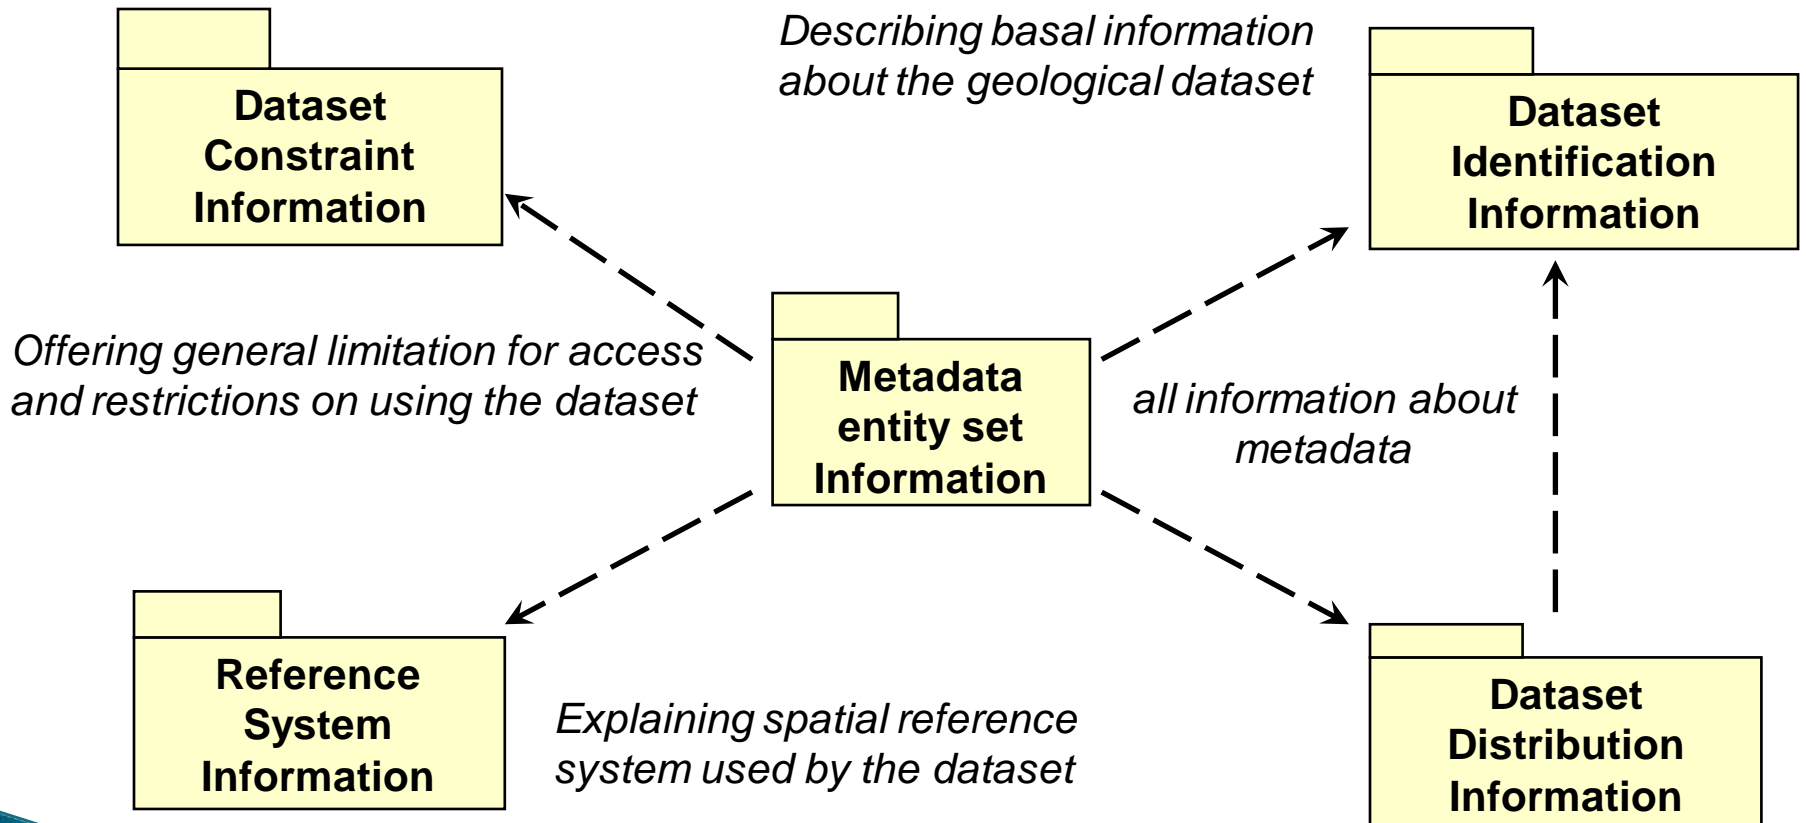 Dataset
Constraint
Information
Describing basal information
about the geological dataset
Dataset
Identification
Information
Offering general limitation for access
and restrictions on using the dataset
Metadata
entity set
Information
all information about
metadata
Reference
System
Information
Explaining spatial reference
system used by the dataset
Dataset
Distribution
Information